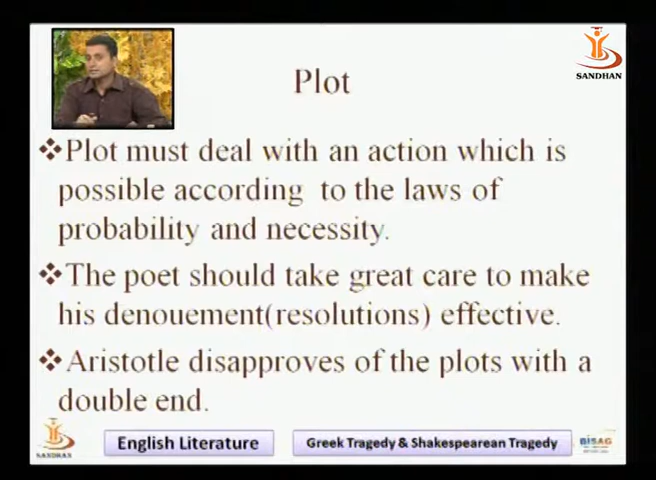 SANDHAN
Plot
❖Plot must deal with an action which is
possible according to the laws of
probability and necessity.
❖The poet should take great care to make
his denouement(resolutions) effective.
❖Aristotle disapproves of the plots with a
double end.
SANDHAN
English Literature
Greek Tragedy & Shakespearean Tragedy
BISAG